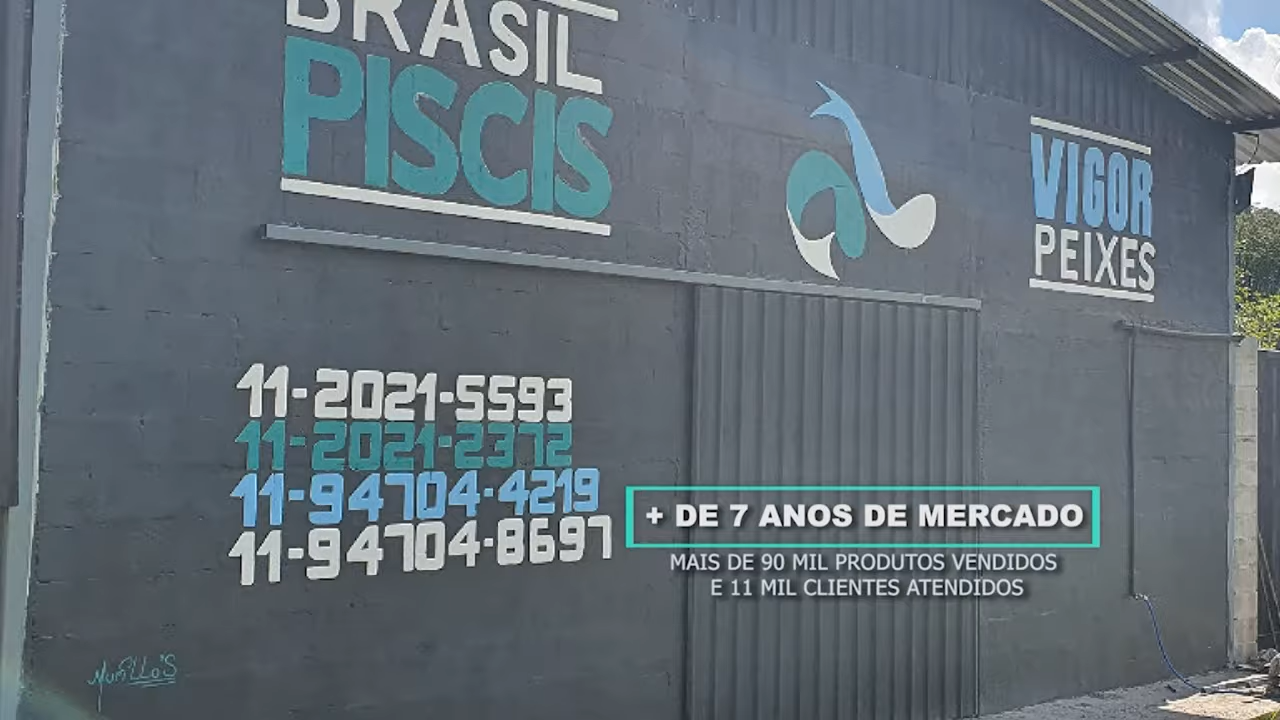 BRASIL
PISCIS
VIGOR
PEIXES
11-2021-5593
11-2021-2372
11-94704-4219
11-94704-8697
+ DE 7 ANOS DE MERCADO
MAIS DE 90 MIL PRODUTOS VENDIDOS
E 11 MIL CLIENTES ATENDIDOS
Murillo'S